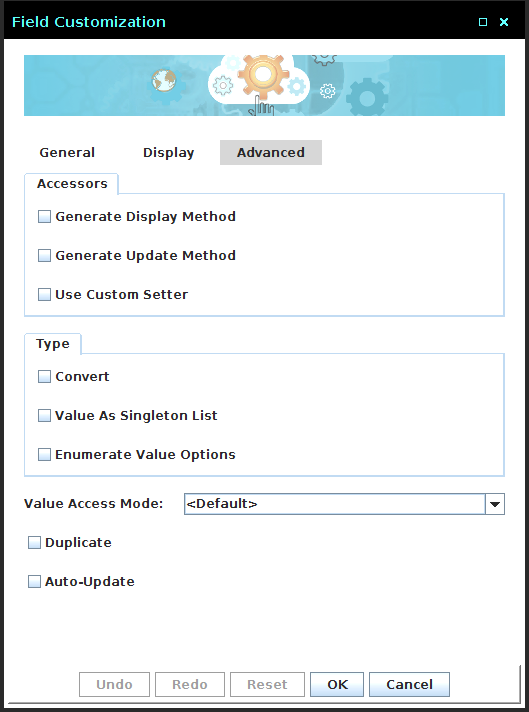 Field Customization
General Display Advanced
Accessors
Generate Display Method
Generate Update Method
Use Custom Setter
Type
Convert
Value As Singleton List
Enumerate Value Options
Value Access Mode: <Default>
Duplicate
Auto-Update
Undo Redo Reset OK Cancel